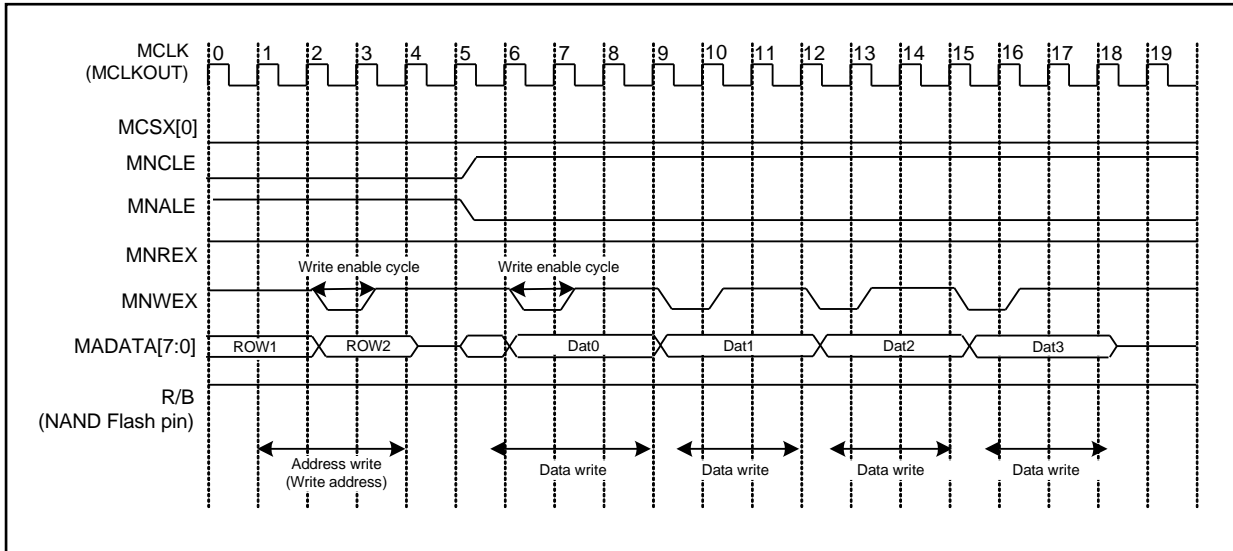 MCLK
(MCLKOUT)
0 1 2 3 4 5 6 7 8 9 10 11 12 13 14 15 16 17 18 19
MCSX[0]
MNCLE
MNALE
MNREX
Write enable cycle Write enable cycle
MNWEX
MADATA[7:0] ROW1 ROW2 Dat0 Dat1 Dat2 Dat3
R/B
(NAND Flash pin)
Address write Data write Data write Data write Data write
(Write address)